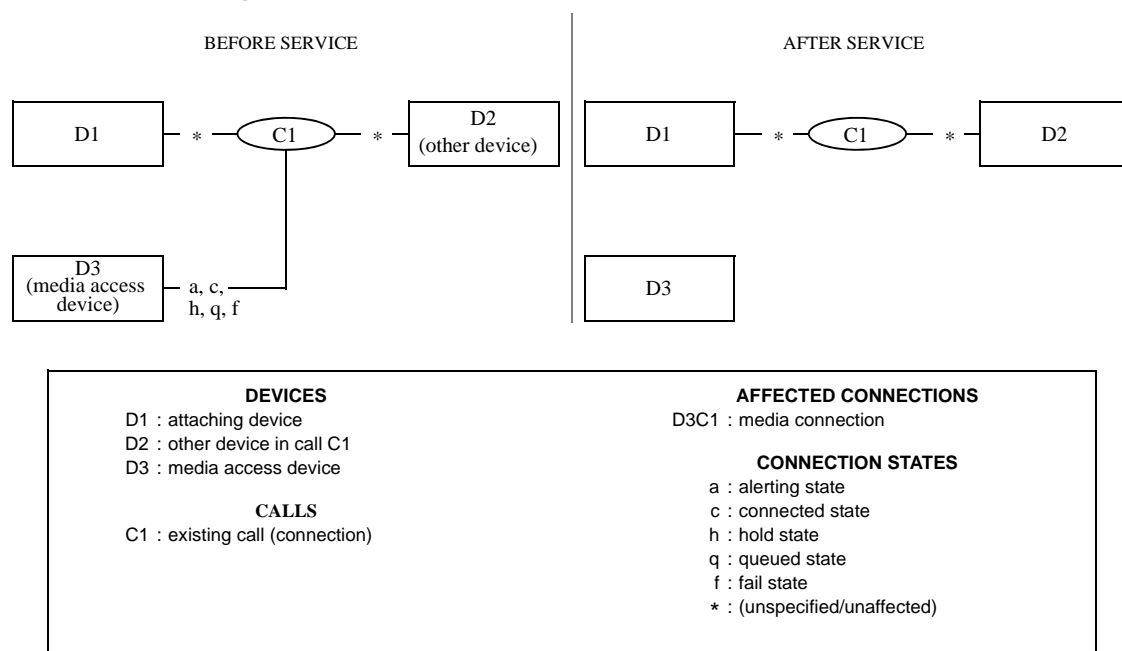 BEFORE SERVICE
AFTER SERVICE
D1
*
C1
*
D2
(other device)
D1
*
C1
*
D2
D3
(media access
device)
a, c,
h, q, f
D3
DEVICES
D1 : attaching device
D2 : other device in call C1
D3 : media access device
CALLS
C1 : existing call (connection)
AFFECTED CONNECTIONS
D3C1 : media connection
CONNECTION STATES
a : alerting state
c : connected state
h : hold state
q : queued state
f : fail state
* : (unspecified/unaffected)